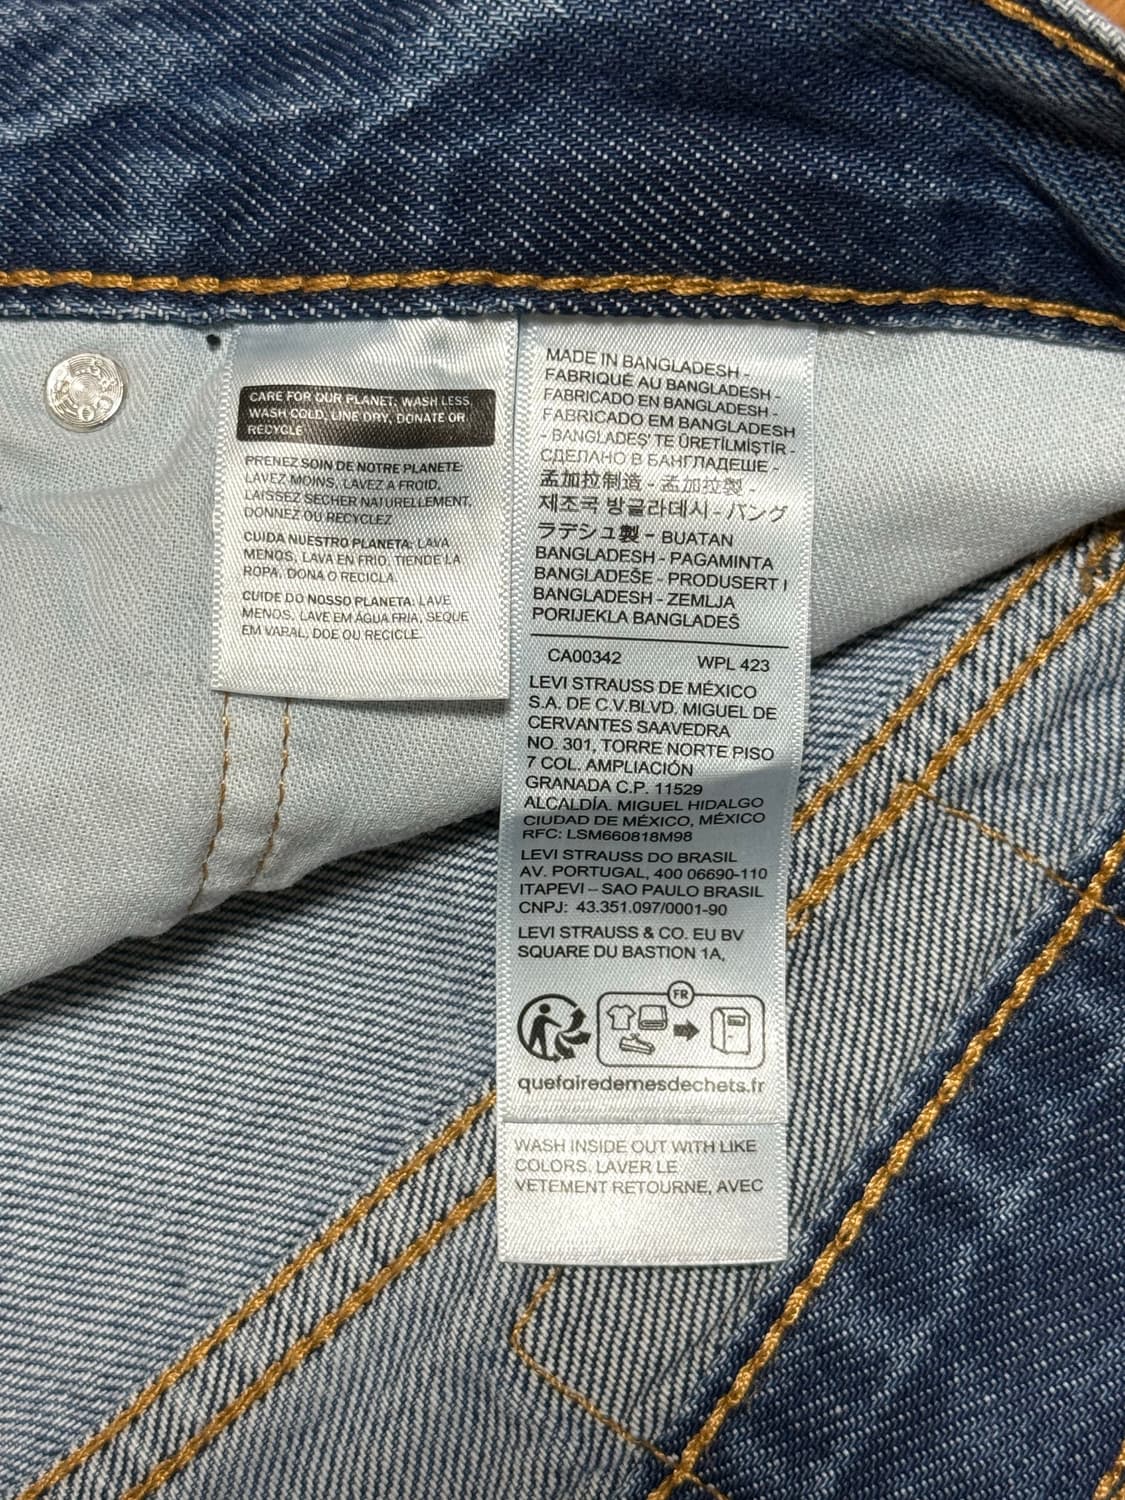 CARE FOR OUR PLANET: WASH LESS,
WASH COLD, LINE DRY, DONATE OR
RECYCLE
PRENEZ SOIN DE NOTRE PLANETE:
LAVEZ MOINS, LAVEZ A FROID,
LAISSEZ SECHER NATURELLEMENT,
DONNEZ OU RECYCLEZ
CUIDA NUESTRO PLANETA: LAVA
MENOS, LAVA EN FRIO, TIENDE LA
ROPA, DONA O RECICLA.
CUIDE DO NOSSO PLANETA: LAVE
MENOS, LAVE EM ÁGUA FRIA, SEQUE
EM VARAL, DOE OU RECICLE.
MADE IN BANGLADESH -
FABRIQUÉ AU BANGLADESH -
FABRICADO EN BANGLADESH -
FABRICADO EM BANGLADESH
- BANGLADEŞ' TE ÜRETİLMİŞTİR -
СДЕЛАНО В БАНГЛАДЕШЕ -
孟加拉制造 - 孟加拉製 -
제조국 방글라데시 - バング
ラデシュ製 - BUATAN
BANGLADESH - PAGAMINTA
BANGLADEŠE - PRODUSERT I
BANGLADESH - ZEMLJA
PORIJEKLA BANGLADEŠ
CA00342 WPL 423
LEVI STRAUSS DE MÉXICO
S.A. DE C.V.BLVD. MIGUEL DE
CERVANTES SAAVEDRA
NO. 301, TORRE NORTE PISO
7 COL. AMPLIACIÓN
GRANADA C.P. 11529
ALCALDÍA. MIGUEL HIDALGO
CIUDAD DE MÉXICO, MÉXICO
RFC: LSM660818M98
LEVI STRAUSS DO BRASIL
AV. PORTUGAL, 400 06690-110
ITAPEVI – SAO PAULO BRASIL
CNPJ: 43.351.097/0001-90
LEVI STRAUSS & CO. EU BV
SQUARE DU BASTION 1A,
FR
quefairedemesdechets.fr
WASH INSIDE OUT WITH LIKE
COLORS. LAVER LE
VETEMENT RETOURNE, AVEC